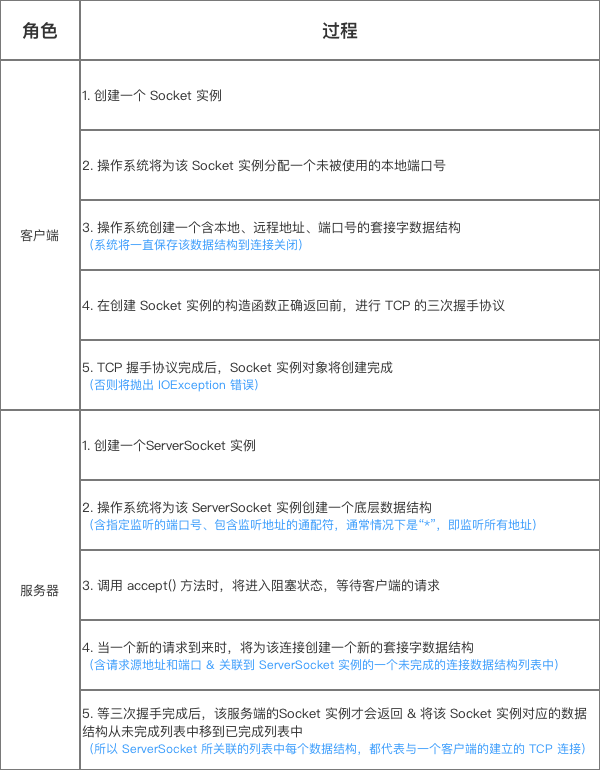 角色
过程
客户端
1. 创建一个 Socket 实例
2. 操作系统将为该 Socket 实例分配一个未被使用的本地端口号
3. 操作系统创建一个含本地、远程地址、端口号的套接字数据结构
（系统将一直保存该数据结构到连接关闭）
4. 在创建 Socket 实例的构造函数正确返回前，进行 TCP 的三次握手协议
5. TCP 握手协议完成后，Socket 实例对象将创建完成
（否则将抛出 IOException 错误）
服务器
1. 创建一个ServerSocket 实例
2. 操作系统将为该 ServerSocket 实例创建一个底层数据结构
（含指定监听的端口号、包含监听地址的通配符，通常情况下是“*”，即监听所有地址）
3. 调用 accept() 方法时，将进入阻塞状态，等待客户端的请求
4. 当一个新的请求到来时，将为该连接创建一个新的套接字数据结构
（含请求源地址和端口 & 关联到 ServerSocket 实例的一个未完成的连接数据结构列表中）
5. 等三次握手完成后，该服务端的Socket 实例才会返回 & 将该 Socket 实例对应的数据
结构从未完成列表中移到已完成列表中
（所以 ServerSocket 所关联的列表中每个数据结构，都代表与一个客户端的建立的 TCP 连接）